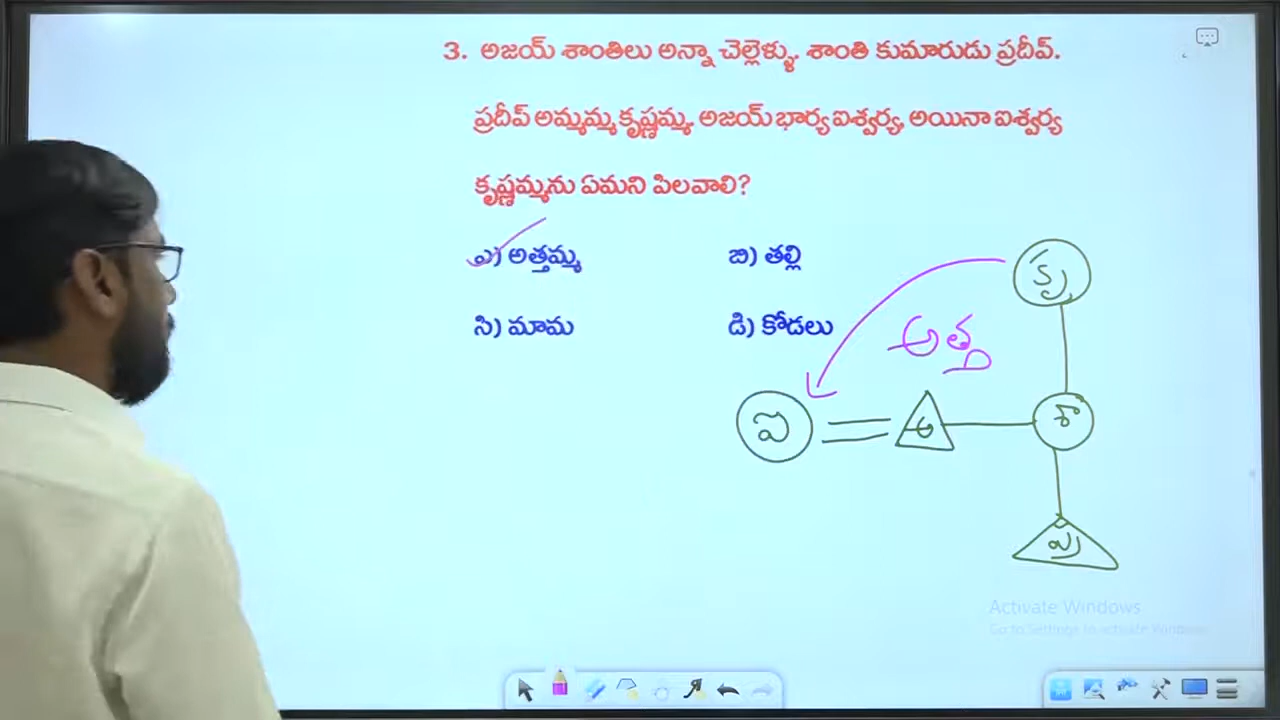 3. అజయ్ శాంతిలు అన్నా చెల్లెళ్ళు. శాంతి కుమారుడు ప్రదీప్.
ప్రదీప్ అమ్మమ్మ కృష్ణమ్మ. అజయ్ భార్య ఐశ్వర్య, అయినా ఐశ్వర్య
కృష్ణమ్మను ఏమని పిలవాలి?
ఎ) అత్తమ్మ బి) తల్లి
సి) మామ డి) కోడలు
కృ
అత్త
ఐ అ శా
ప్ర
Activate Windows
Go to Settings to activate Windows.